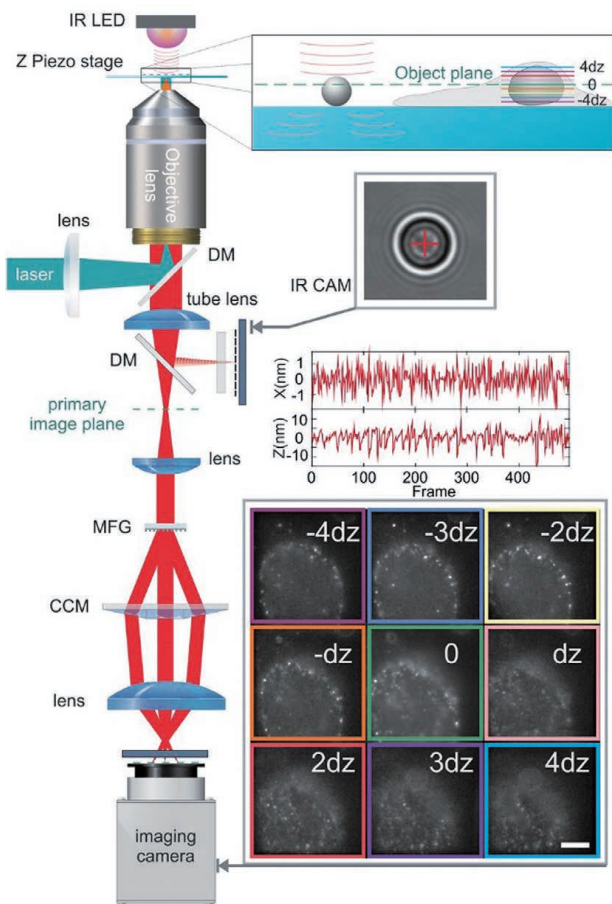 IR LED
Z Piezo stage
Object plane
4dz
0
-4dz
Objective
lens
lens
DM
laser
tube lens
IR CAM
DM
primary
image plane
lens
X(nm)
1
0
-1
Z(nm)
10
0
-10
0 100 200 300 400
Frame
MFG
CCM
lens
imaging
camera
-4dz -3dz -2dz
-dz 0 dz
2dz 3dz 4dz